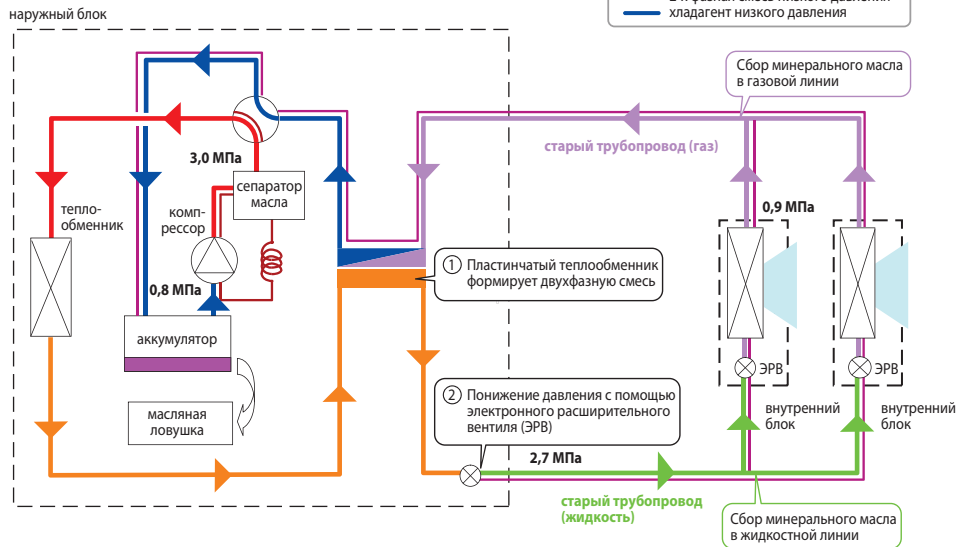 наружный блок
хладагент низкого давления
Сбор минерального масла
в газовой линии
старый трубопровод (газ)
3,0 МПа
сепаратор
масла
тепло-
обменник
комп-
рессор
0,9 МПа
① Пластинчатый теплообменник
формирует двухфазную смесь
0,8 МПа
аккумулятор
ЭРВ
ЭРВ
масляная
ловушка
② Понижение давления с помощью
электронного расширительного
вентиля (ЭРВ)
внутренний
блок
внутренний
блок
2,7 МПа
старый трубопровод
(жидкость)
Сбор минерального масла
в жидкостной линии